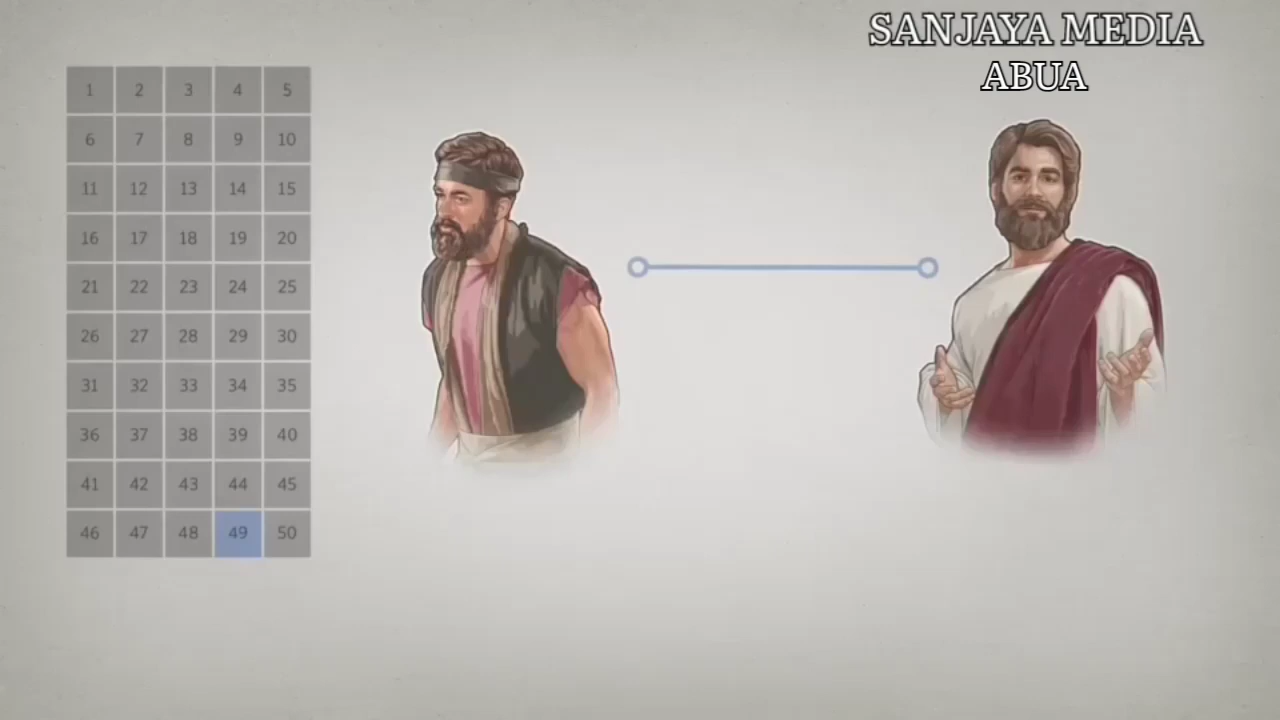 SANJAYA MEDIA
ABUA
1 2 3 4 5
6 7 8 9 10
11 12 13 14 15
16 17 18 19 20
21 22 23 24 25
26 27 28 29 30
31 32 33 34 35
36 37 38 39 40
41 42 43 44 45
46 47 48 49 50